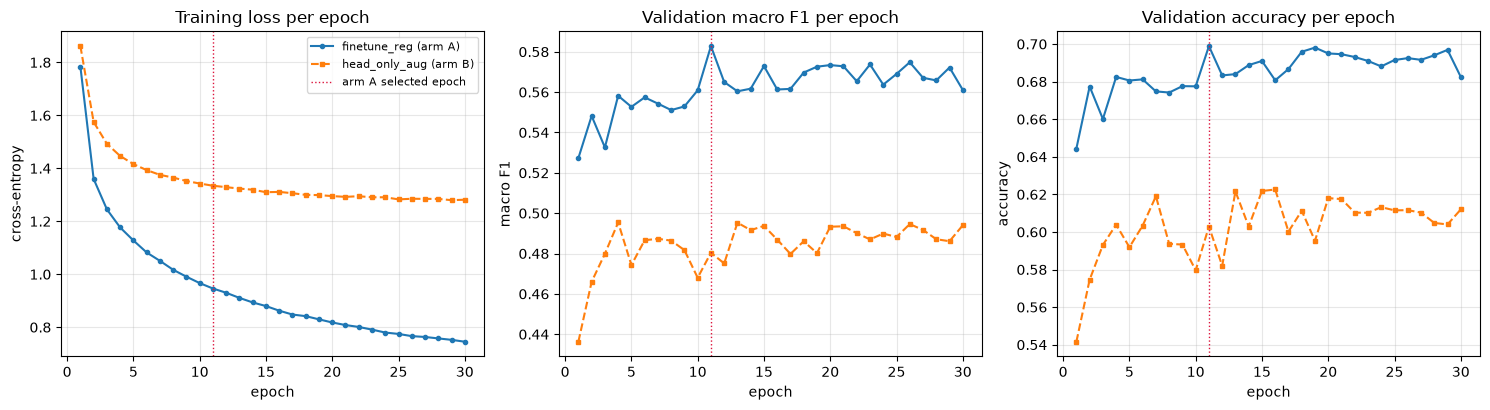 Training loss per epoch
cross-entropy
1.8
1.6
1.4
1.2
1.0
0.8
finetune_reg (arm A)
head_only_aug (arm B)
arm A selected epoch
0 5 10 15 20 25 30
epoch
Validation macro F1 per epoch
macro F1
0.58
0.56
0.54
0.52
0.50
0.48
0.46
0.44
0 5 10 15 20 25 30
epoch
Validation accuracy per epoch
accuracy
0.70
0.68
0.66
0.64
0.62
0.60
0.58
0.56
0.54
0 5 10 15 20 25 30
epoch